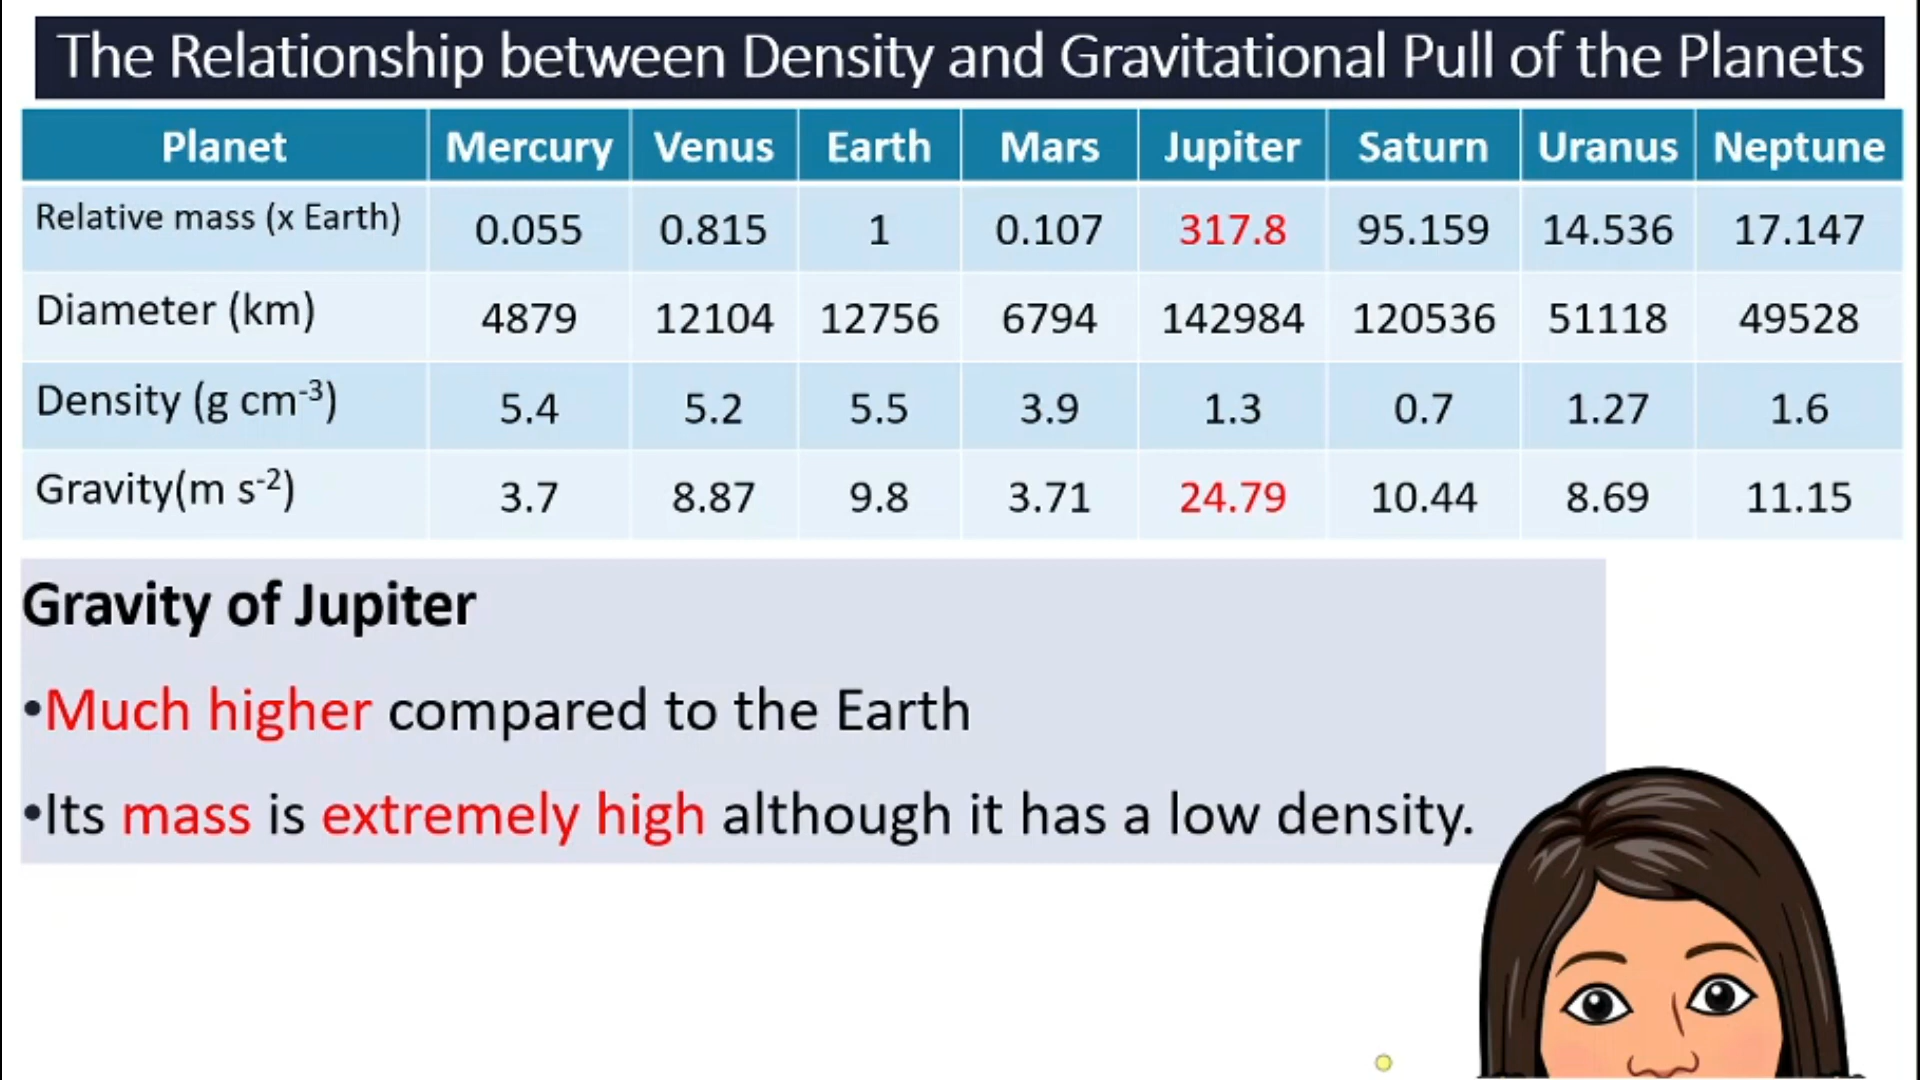 The Relationship between Density and Gravitational Pull of the Planets
Planet Mercury Venus Earth Mars Jupiter Saturn Uranus Neptune
Relative mass (x Earth) 0.055 0.815 1 0.107 317.8 95.159 14.536 17.147
Diameter (km) 4879 12104 12756 6794 142984 120536 51118 49528
Density (g cm⁻³) 5.4 5.2 5.5 3.9 1.3 0.7 1.27 1.6
Gravity(m s⁻²) 3.7 8.87 9.8 3.71 24.79 10.44 8.69 11.15
Gravity of Jupiter
•Much higher compared to the Earth
•Its mass is extremely high although it has a low density.